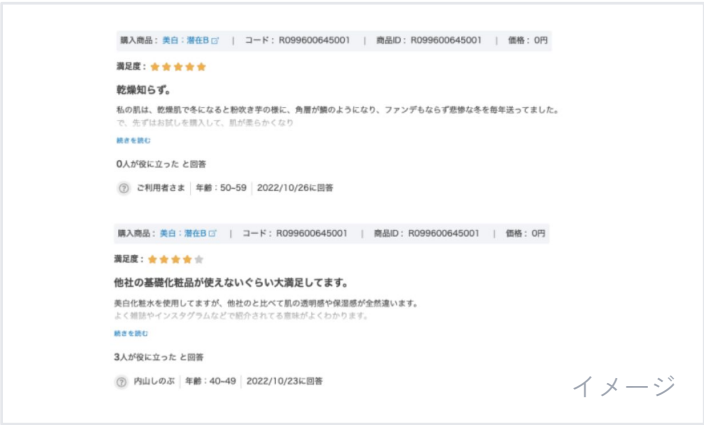 購入商品： 美白：潜在B | コード： R099600645001 | 商品ID： R099600645001 | 価格： 0円
満足度： ★★★★★
乾燥知らず。
私の肌は、乾燥肌で冬になると粉吹き芋の様に、角層が鱗のようになり、ファンデもならず悲惨な冬を毎年送ってました。
で、先ずはお試しを購入して、肌が柔らかくなり
続きを読む
0人が役に立った と回答
ご利用者さま | 年齢：50~59 | 2022/10/26に回答
購入商品： 美白：潜在B | コード： R099600645001 | 商品ID： R099600645001 | 価格： 0円
満足度： ★★★★★
他社の基礎化粧品が使えないぐらい大満足してます。
美白化粧水を使用してますが、他社のと比べて肌の透明感や保湿感が全然違います。
よく雑誌やインスタグラムなどで紹介されてる意味がよくわかります。
続きを読む
3人が役に立った と回答
内山しのぶ | 年齢：40~49 | 2022/10/23に回答
イメージ